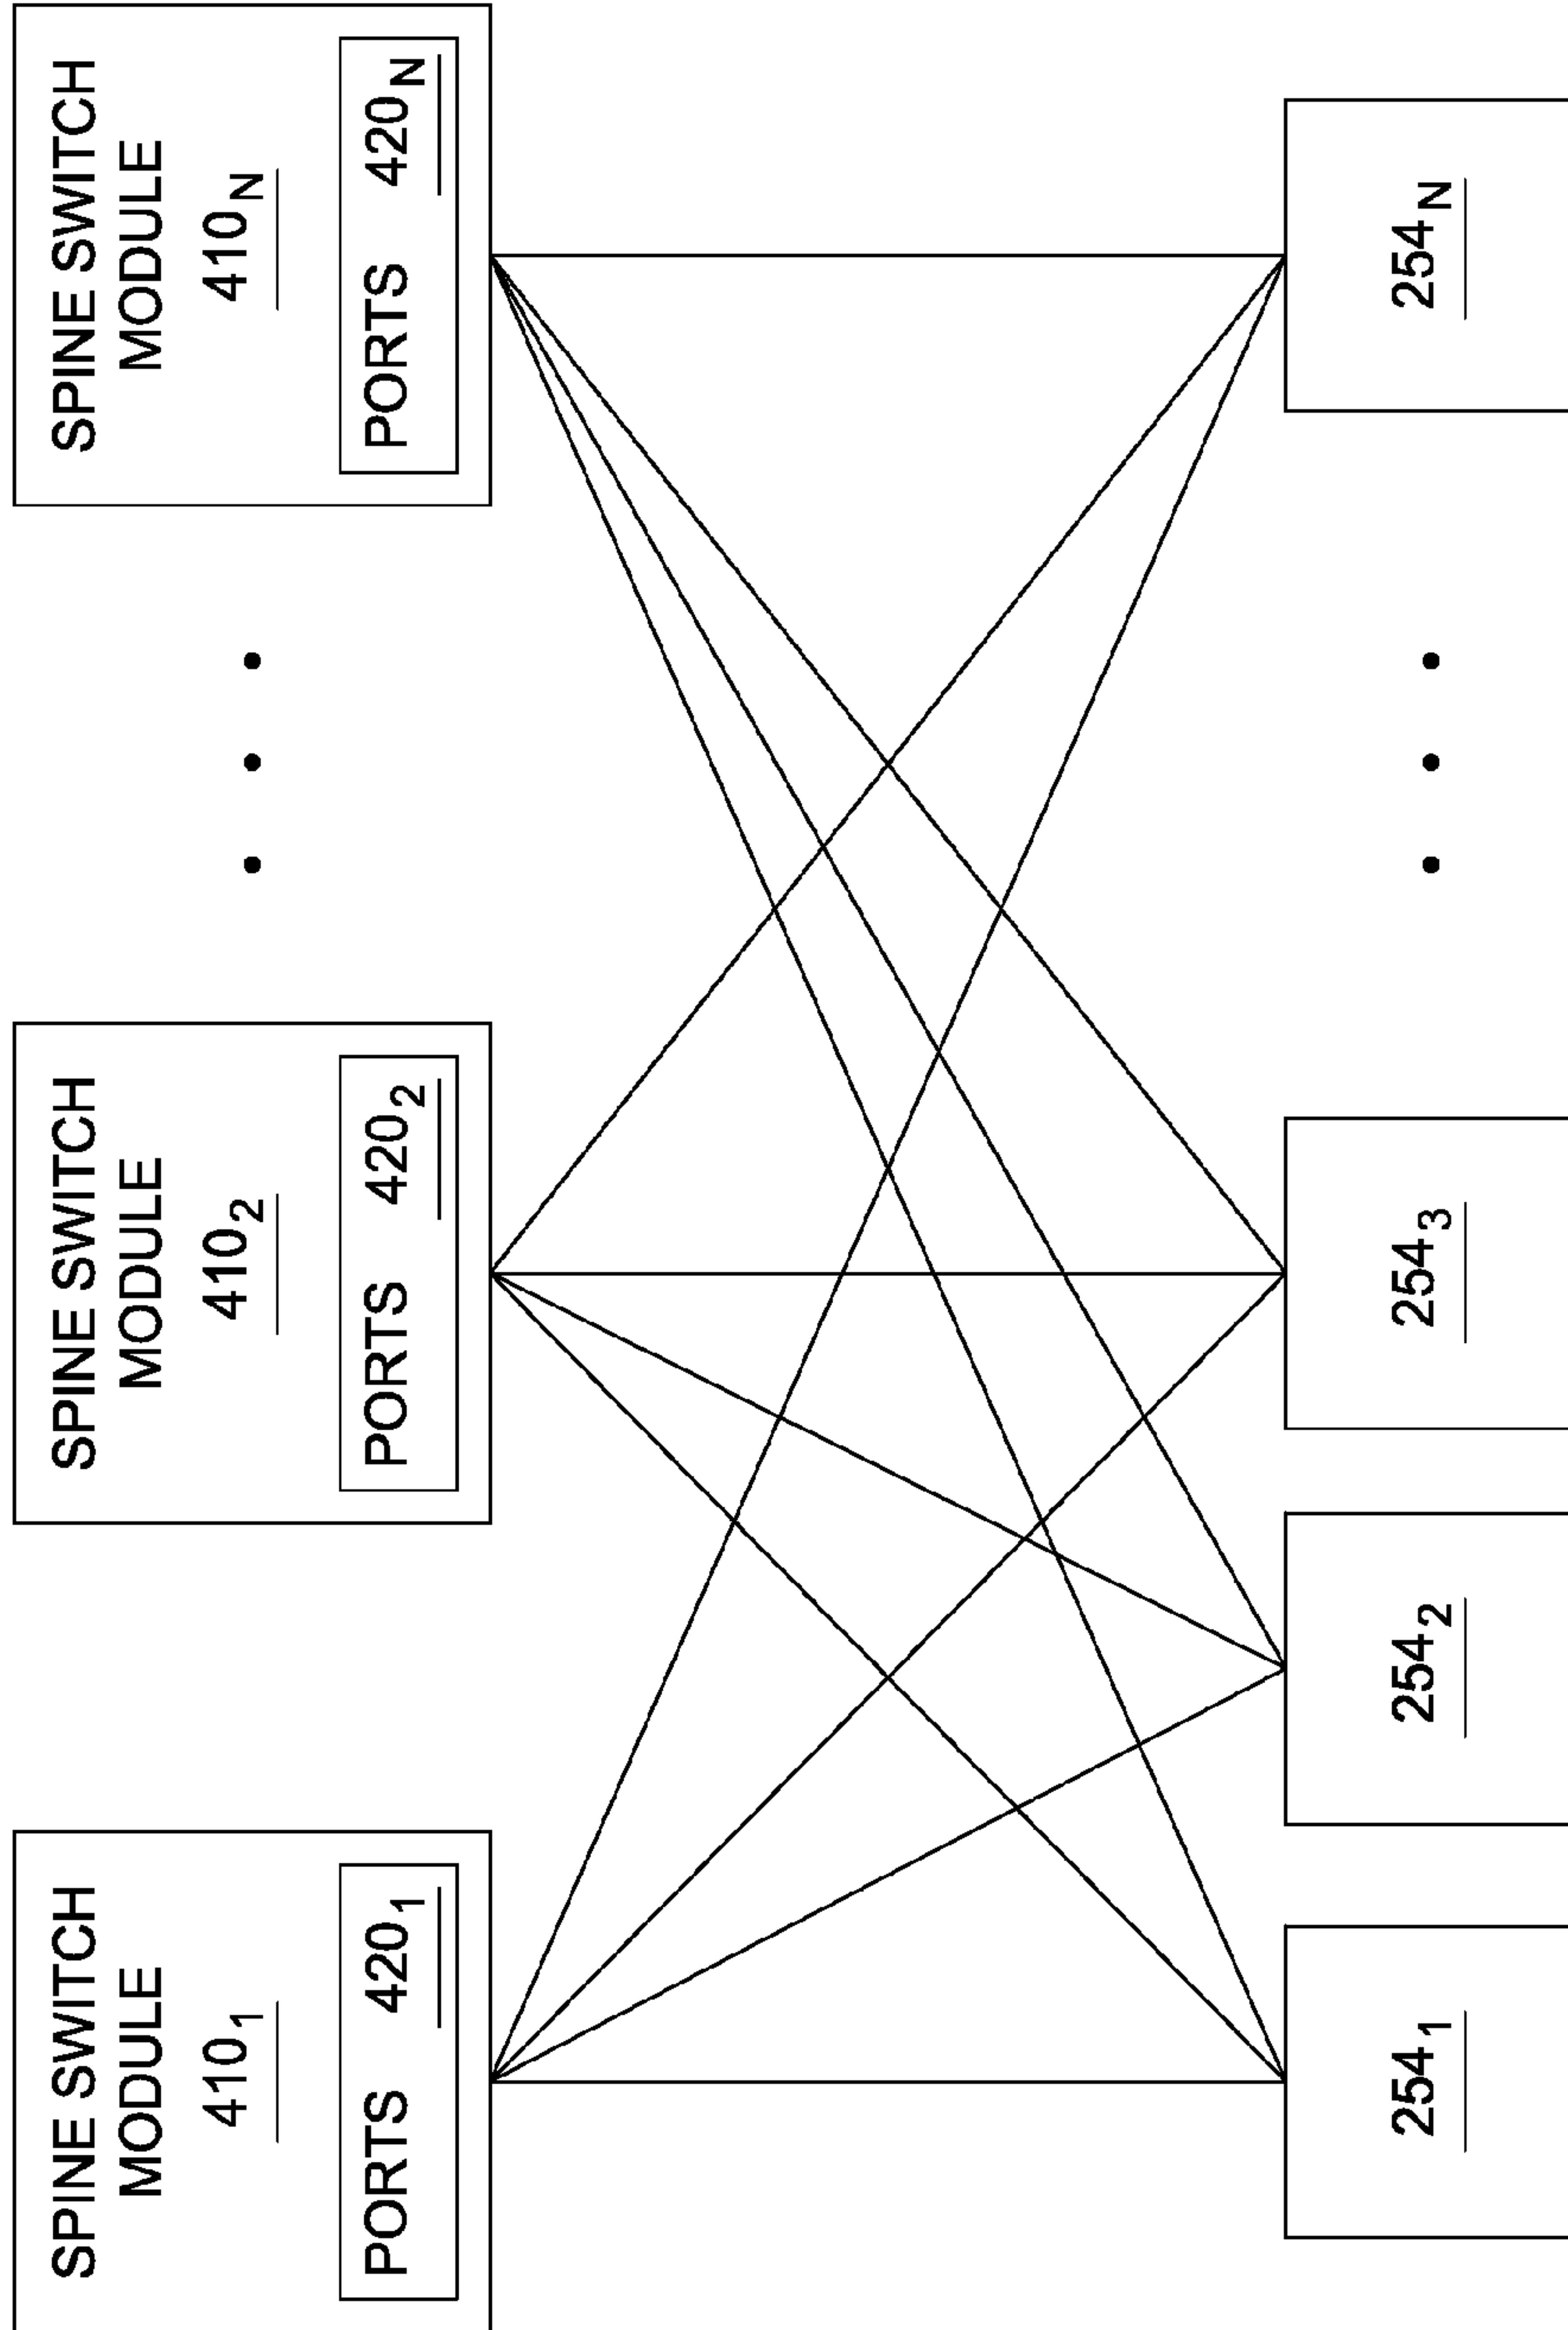 SPINE SWITCH
MODULE
410₁
PORTS 420₁
SPINE SWITCH
MODULE
410₂
PORTS 420₂
SPINE SWITCH
MODULE
410N
PORTS 420N
254₁
254₂
254₃
254N